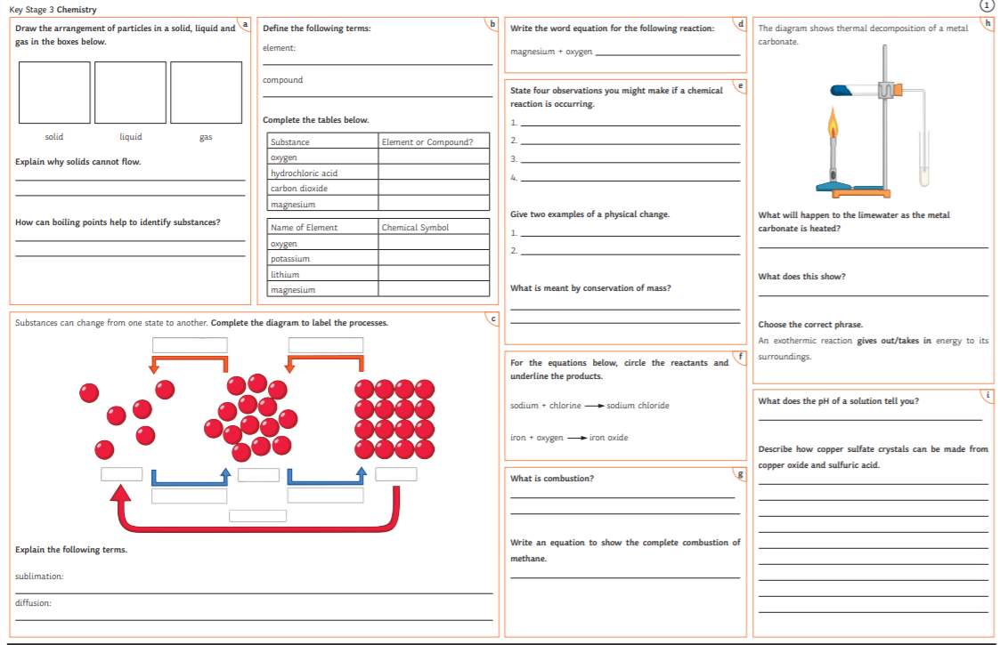 Key Stage 3 Chemistry
1
a
Draw the arrangement of particles in a solid, liquid and
gas in the boxes below.
solid
liquid
gas
Explain why solids cannot flow.
How can boiling points help to identify substances?
b
Define the following terms:
element:
compound
Complete the tables below.
Substance
Element or Compound?
oxygen
hydrochloric acid
carbon dioxide
magnesium
Name of Element
Chemical Symbol
oxygen
potassium
lithium
magnesium
c
Substances can change from one state to another. Complete the diagram to label the processes.
Explain the following terms.
sublimation:
diffusion:
d
Write the word equation for the following reaction:
magnesium + oxygen
e
State four observations you might make if a chemical
reaction is occurring.
1.
2.
3.
4.
Give two examples of a physical change.
1.
2.
What is meant by conservation of mass?
f
For the equations below, circle the reactants and
underline the products.
sodium + chlorine → sodium chloride
iron + oxygen → iron oxide
g
What is combustion?
Write an equation to show the complete combustion of
methane.
h
The diagram shows thermal decomposition of a metal
carbonate.
What will happen to the limewater as the metal
carbonate is heated?
What does this show?
Choose the correct phrase.
An exothermic reaction gives out/takes in energy to its
surroundings.
i
What does the pH of a solution tell you?
Describe how copper sulfate crystals can be made from
copper oxide and sulfuric acid.